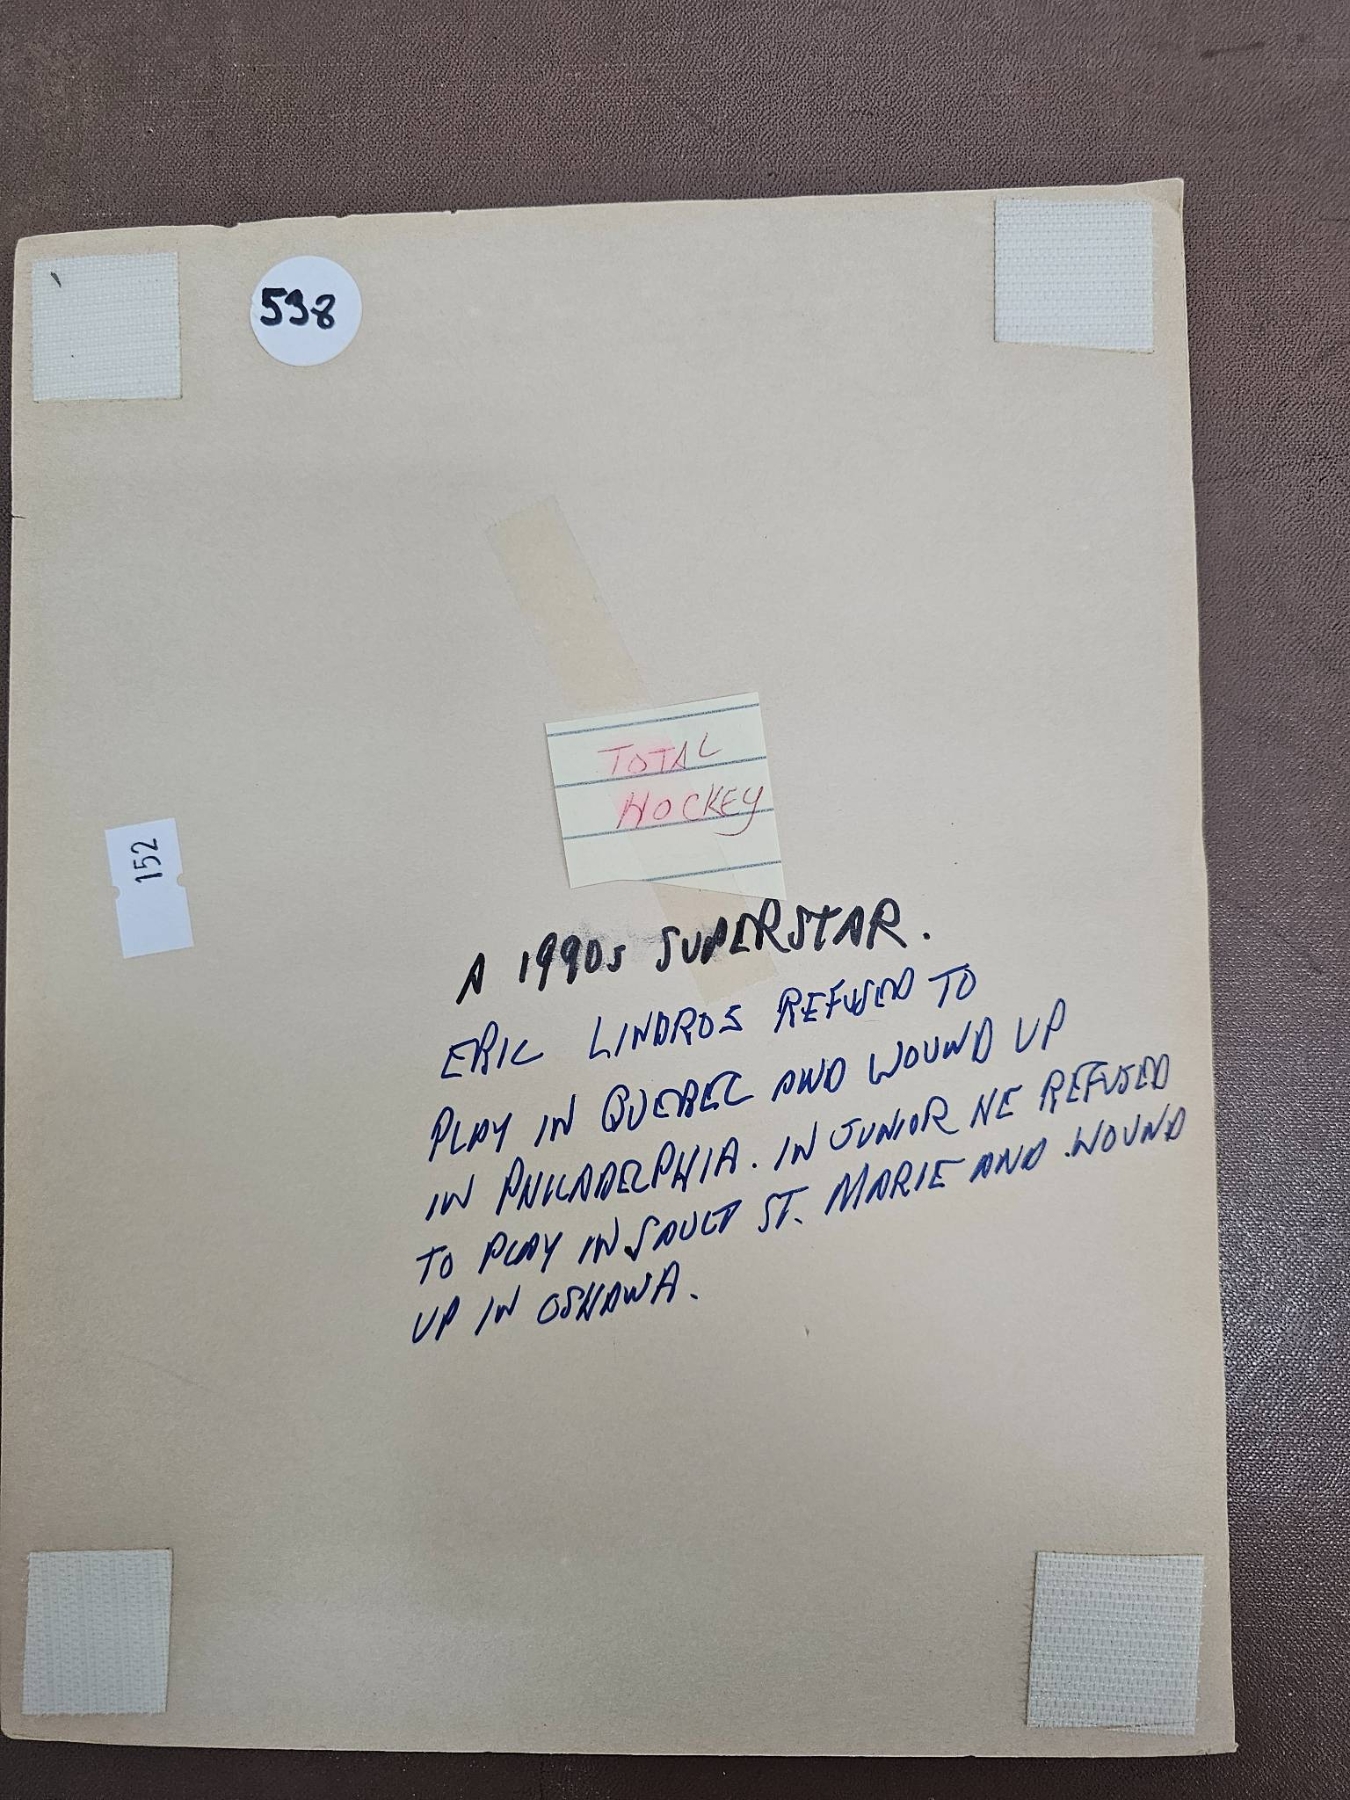 538
TOTAL
HOCKEY
152
A 1990s SUPERSTAR.
ERIC LINDROS REFUSED TO
PLAY IN QUEBEC AND WOUND UP
IN PHILADELPHIA. IN JUNIOR HE REFUSED
TO PLAY IN SAULT ST. MARIE AND WOUND
UP IN OSHAWA.